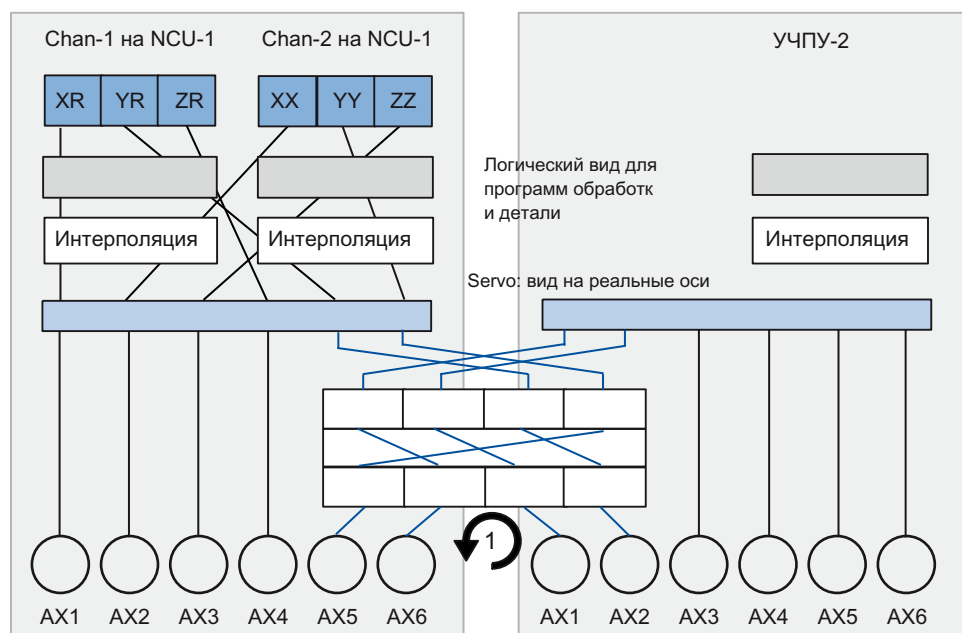 Chan-1 на NCU-1 Chan-2 на NCU-1 УЧПУ-2
XR YR ZR XX YY ZZ
Логический вид для
программ обработк
и детали
Интерполяция Интерполяция Интерполяция
Servo: вид на реальные оси
1
AX1 AX2 AX3 AX4 AX5 AX6 AX1 AX2 AX3 AX4 AX5 AX6